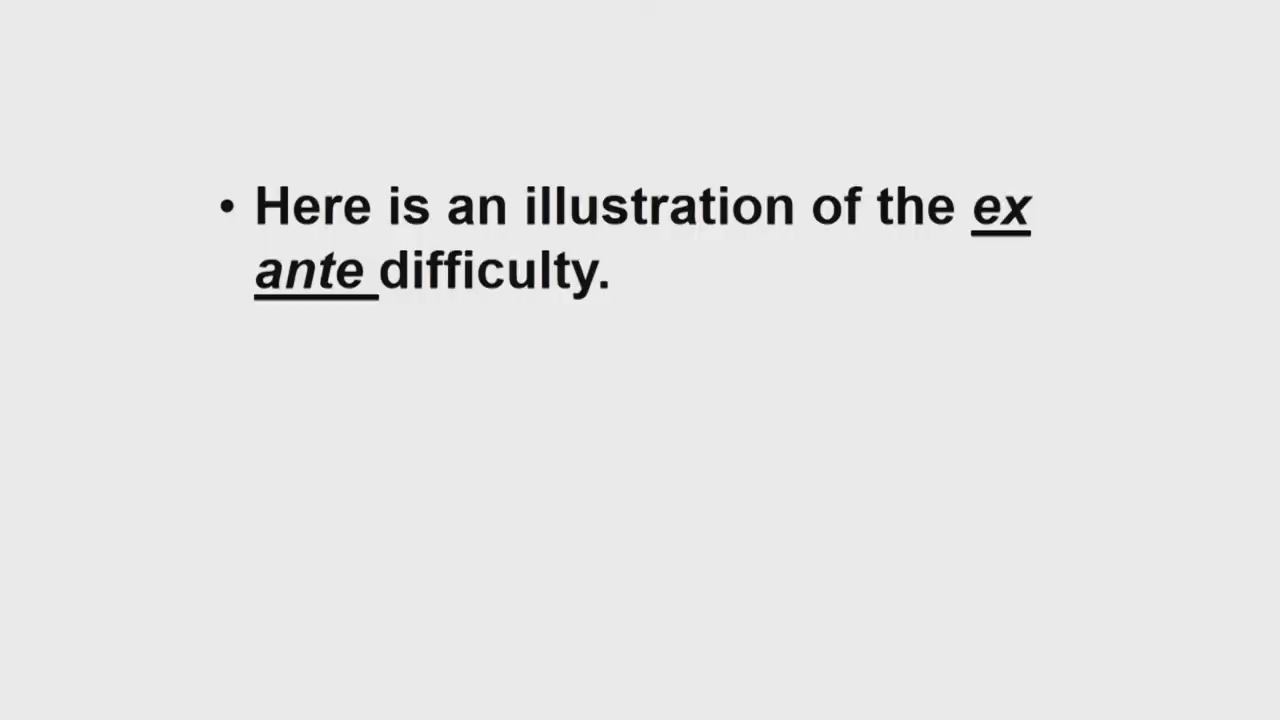 • Here is an illustration of the ex
ante difficulty.